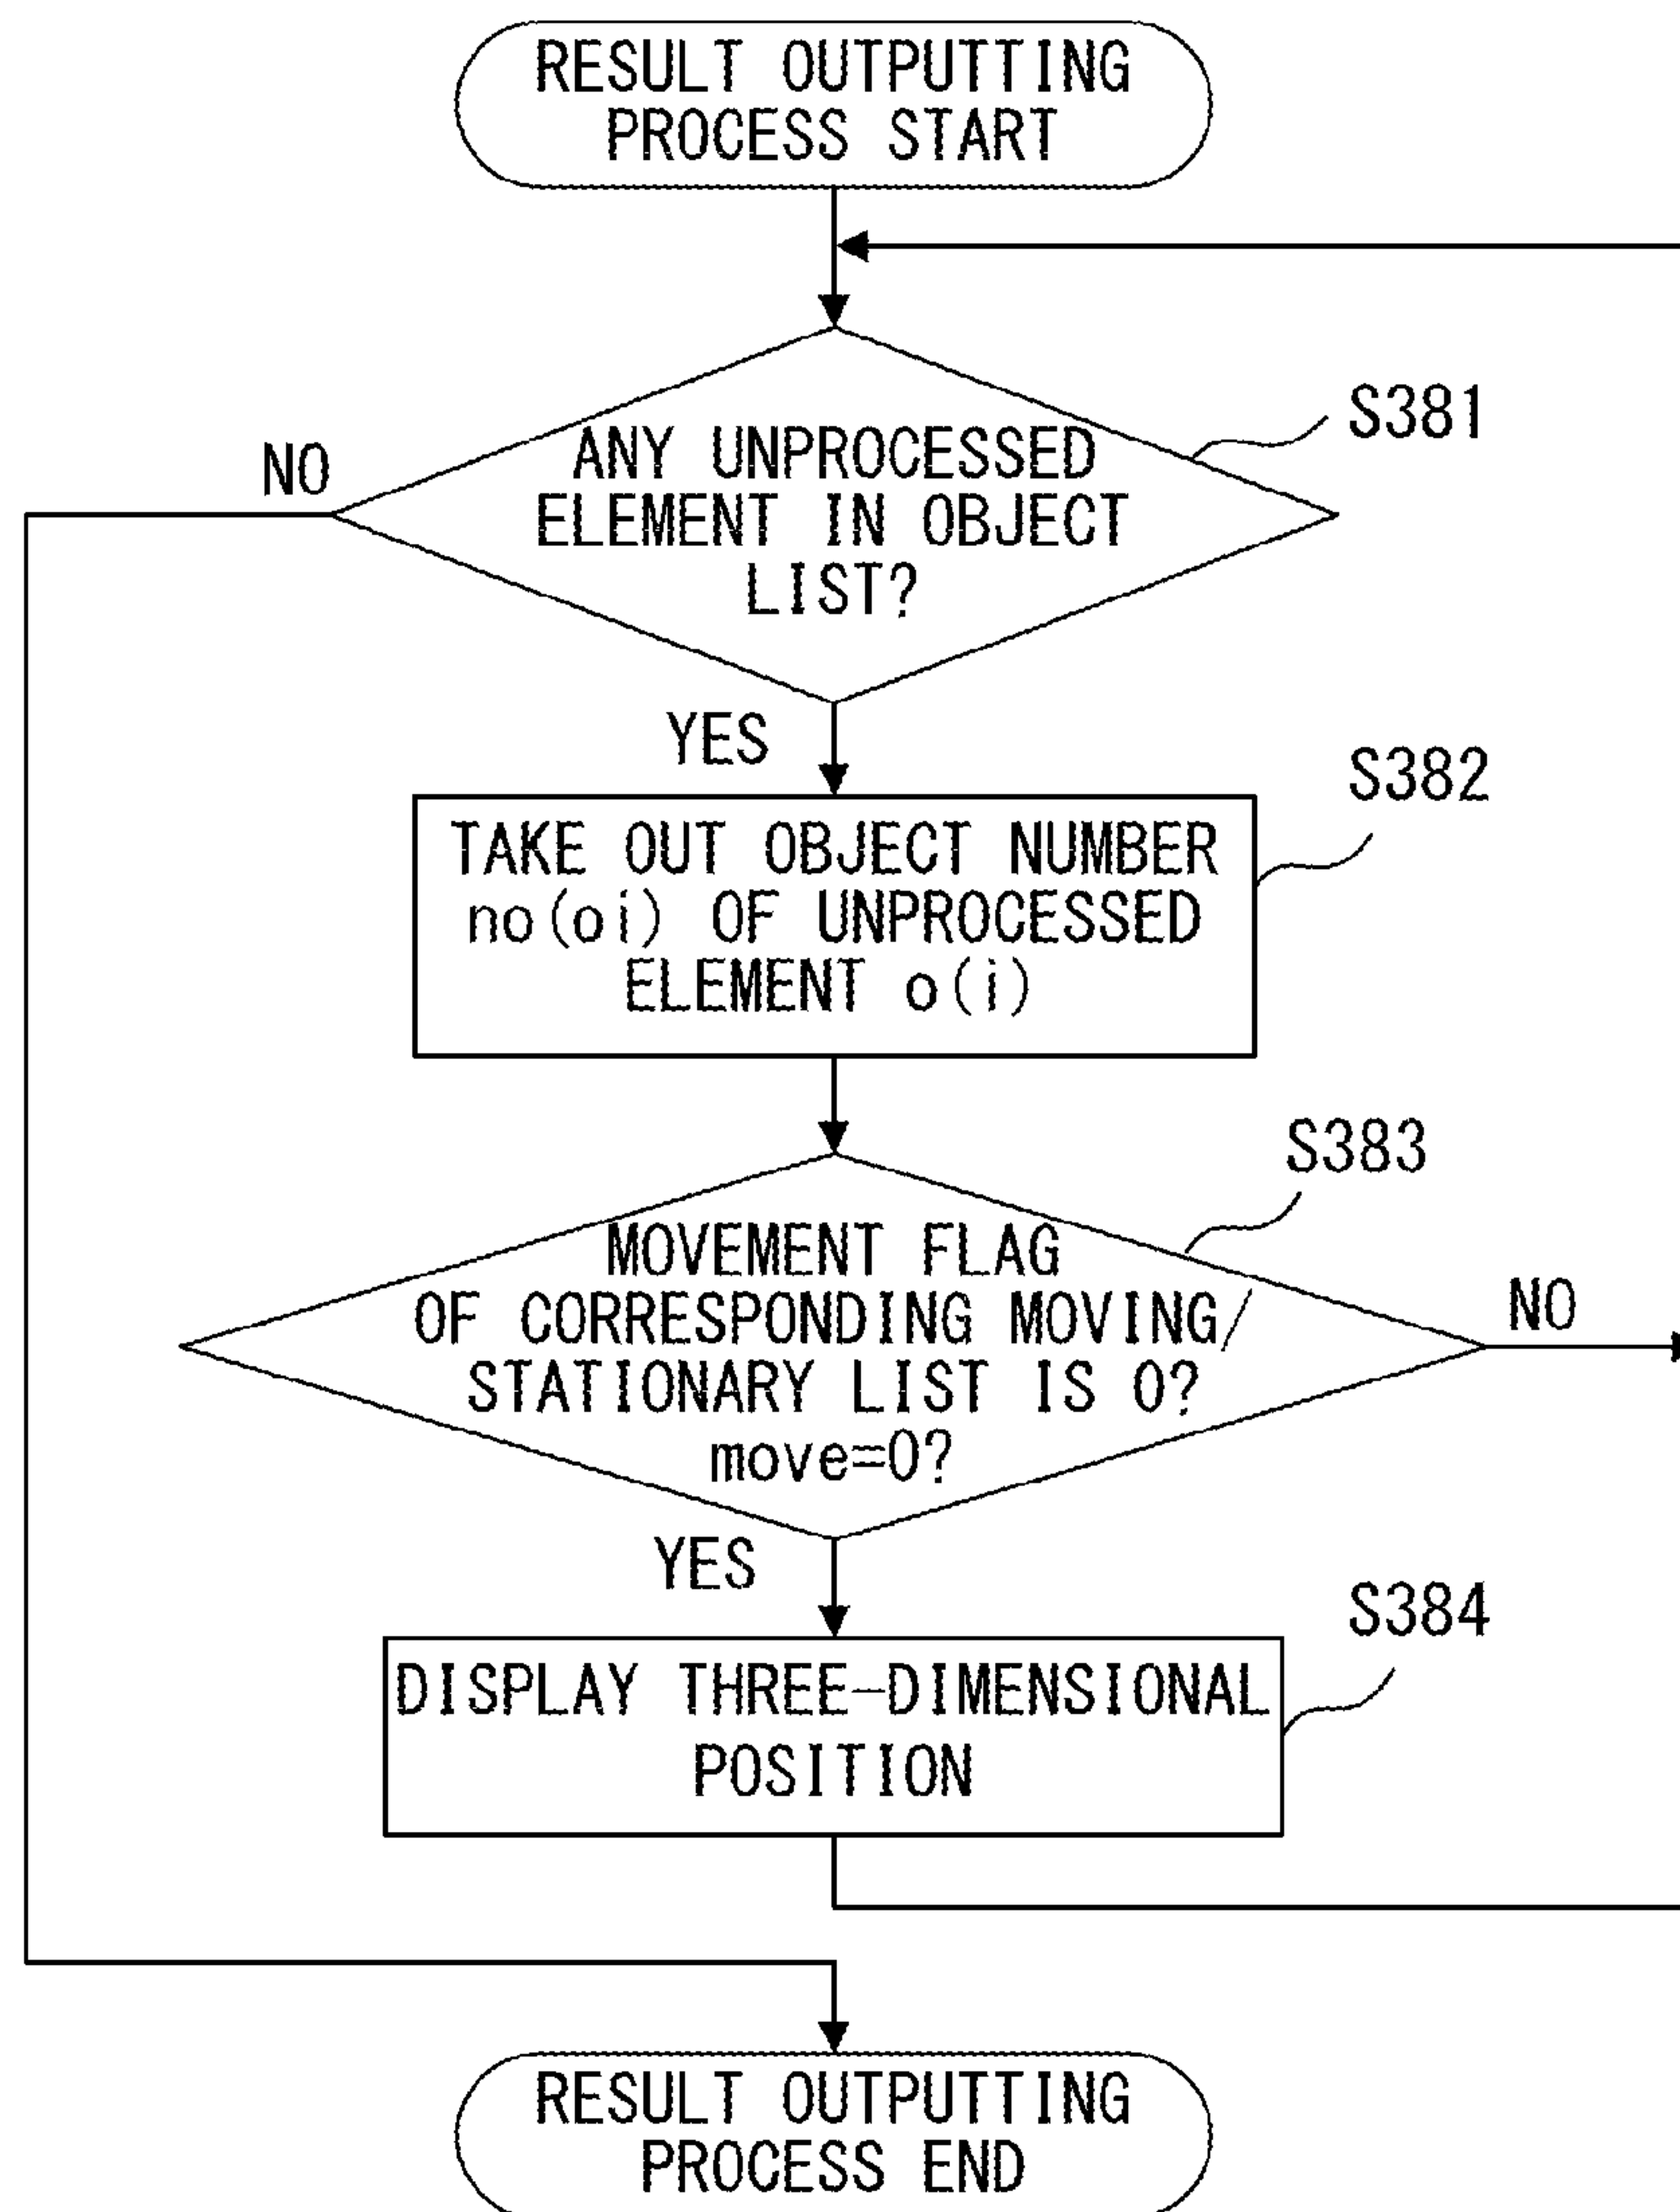 RESULT OUTPUTTING
PROCESS START
S381
NO
ANY UNPROCESSED
ELEMENT IN OBJECT
LIST?
YES
S382
TAKE OUT OBJECT NUMBER
no(oi) OF UNPROCESSED
ELEMENT o(i)
S383
MOVEMENT FLAG
OF CORRESPONDING MOVING/
STATIONARY LIST IS 0?
move=0?
NO
YES
S384
DISPLAY THREE-DIMENSIONAL
POSITION
RESULT OUTPUTTING
PROCESS END